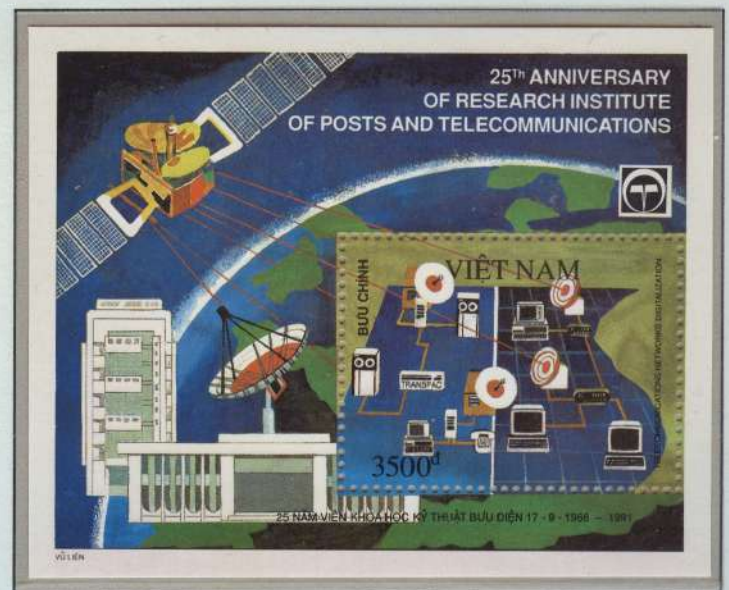 25TH ANNIVERSARY
OF RESEARCH INSTITUTE
OF POSTS AND TELECOMMUNICATIONS
VIỆT NAM
BƯU CHÍNH
TELECOMMUNICATIONS NETWORKS DIGITALIZATION
TRANSPAC
3500đ
25 NĂM VIỆN KHOA HỌC KỸ THUẬT BƯU ĐIỆN 17 - 9 - 1966 – 1991
VŨ LIÊN